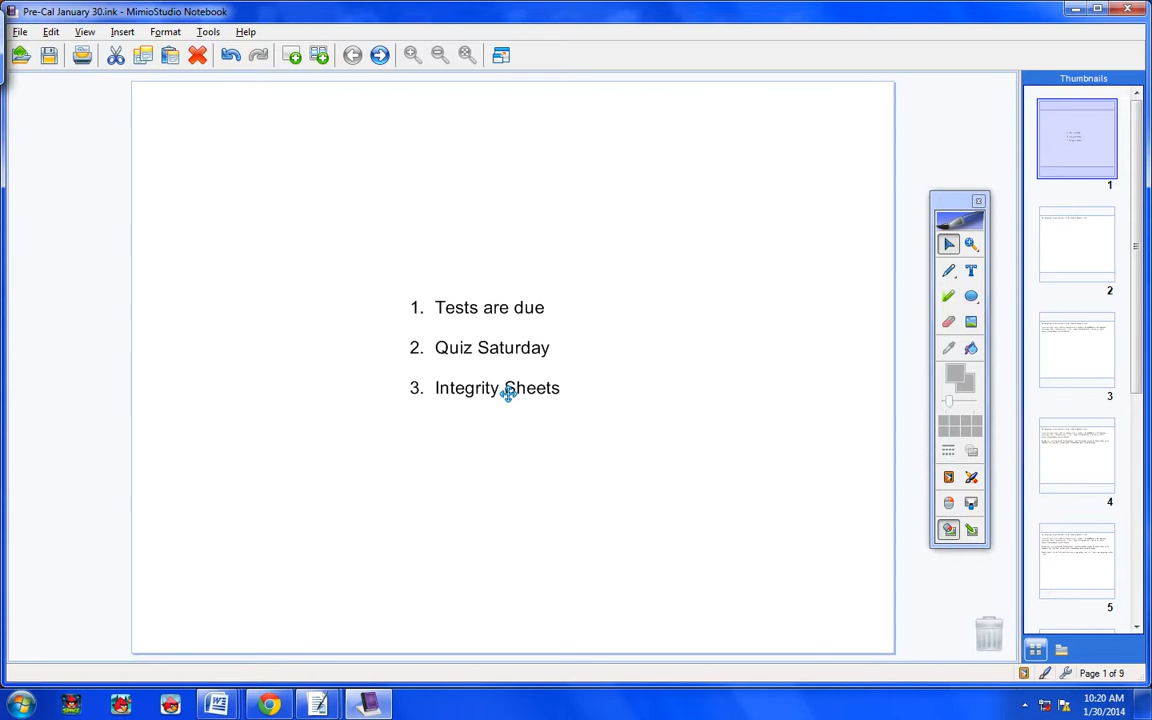 Pre-Cal January 30.ink - MimioStudio Notebook
File Edit View Insert Format Tools Help
Thumbnails
1. Tests are due
2. Quiz Saturday
3. Integrity Sheets
1
2
3
4
5
Page 1 of 9
10:20 AM
1/30/2014